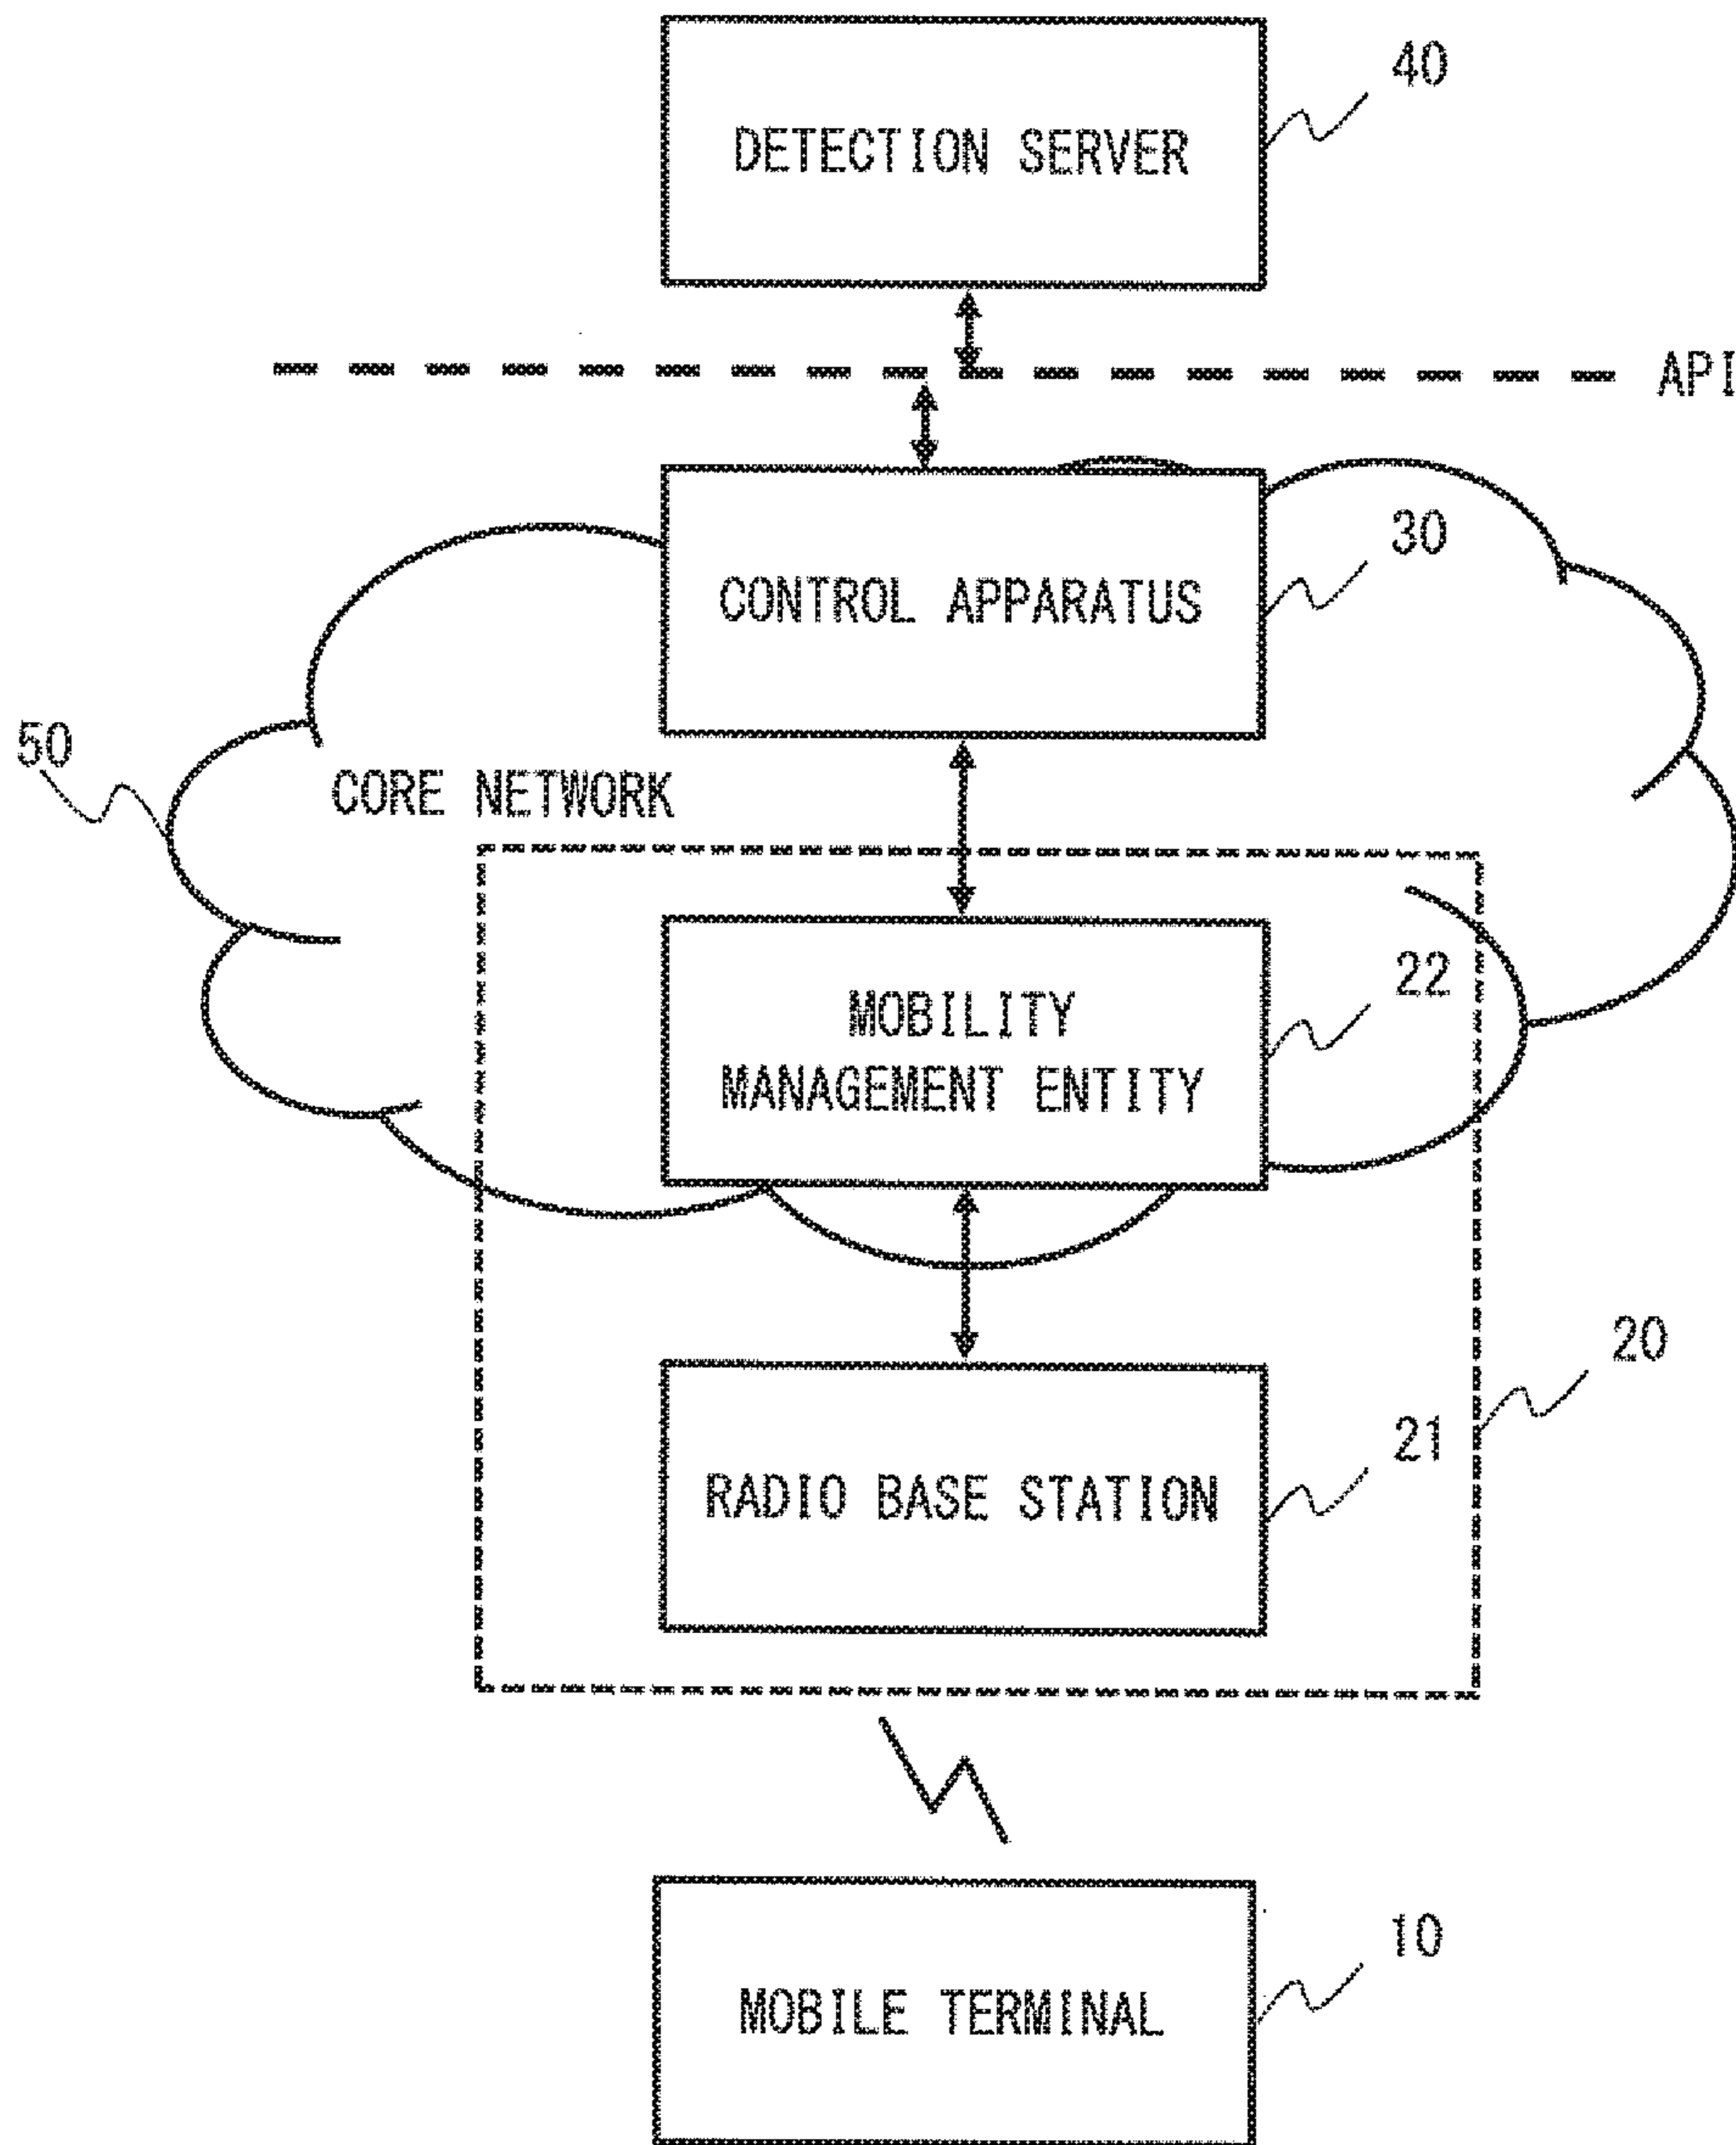 40
DETECTION SERVER
API
30
CONTROL APPARATUS
50
CORE NETWORK
22
MOBILITY
MANAGEMENT ENTITY
20
21
RADIO BASE STATION
10
MOBILE TERMINAL